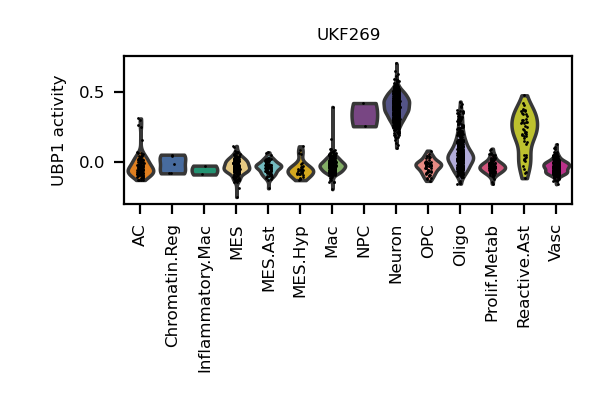 UKF269
UBP1 activity
0.5
0.0
AC
Chromatin.Reg
Inflammatory.Mac
MES
MES.Ast
MES.Hyp
Mac
NPC
Neuron
OPC
Oligo
Prolif.Metab
Reactive.Ast
Vasc